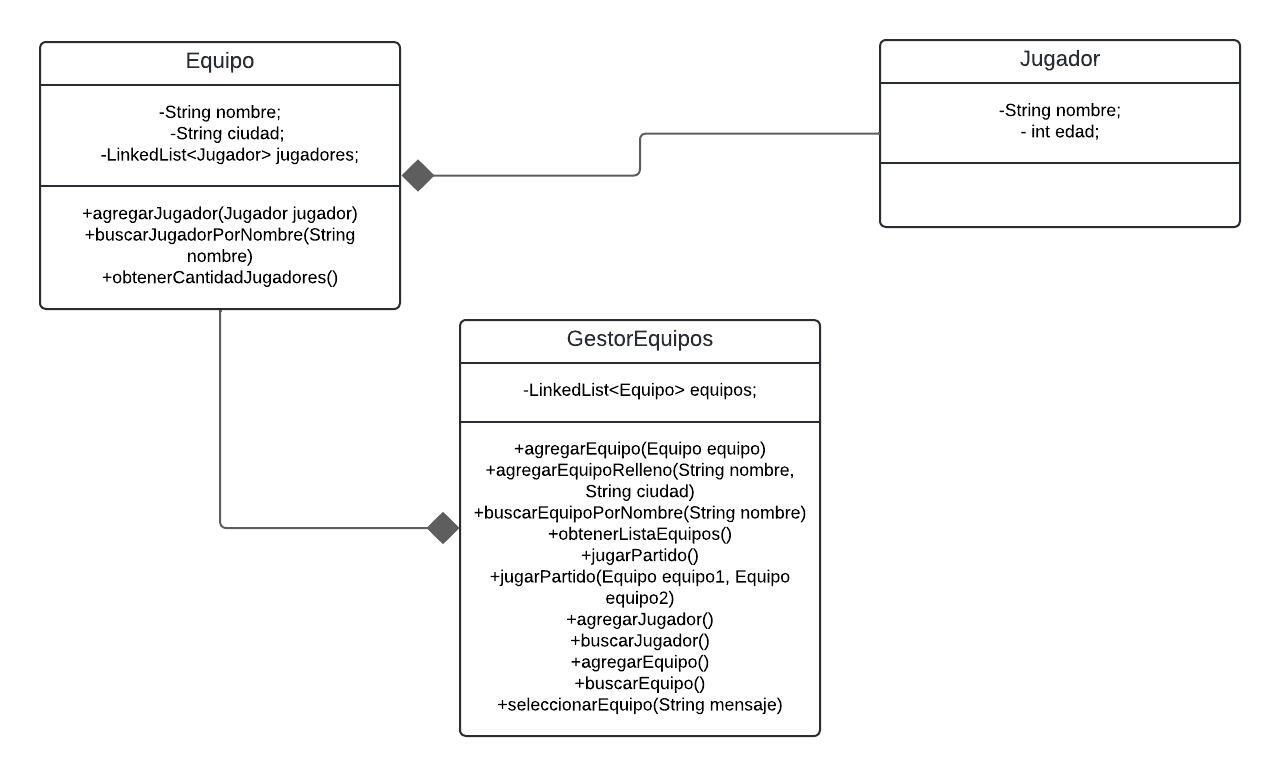 Equipo
-String nombre;
-String ciudad;
-LinkedList<Jugador> jugadores;
+agregarJugador(Jugador jugador)
+buscarJugadorPorNombre(String
nombre)
+obtenerCantidadJugadores()
Jugador
-String nombre;
- int edad;
GestorEquipos
-LinkedList<Equipo> equipos;
+agregarEquipo(Equipo equipo)
+agregarEquipoRelleno(String nombre,
String ciudad)
+buscarEquipoPorNombre(String nombre)
+obtenerListaEquipos()
+jugarPartido()
+jugarPartido(Equipo equipo1, Equipo
equipo2)
+agregarJugador()
+buscarJugador()
+agregarEquipo()
+buscarEquipo()
+seleccionarEquipo(String mensaje)